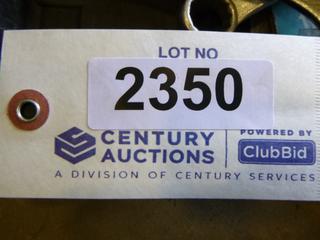 LOT NO
2350
CENTURY AUCTIONS
POWERED BY
ClubBid
A DIVISION OF CENTURY SERVICES